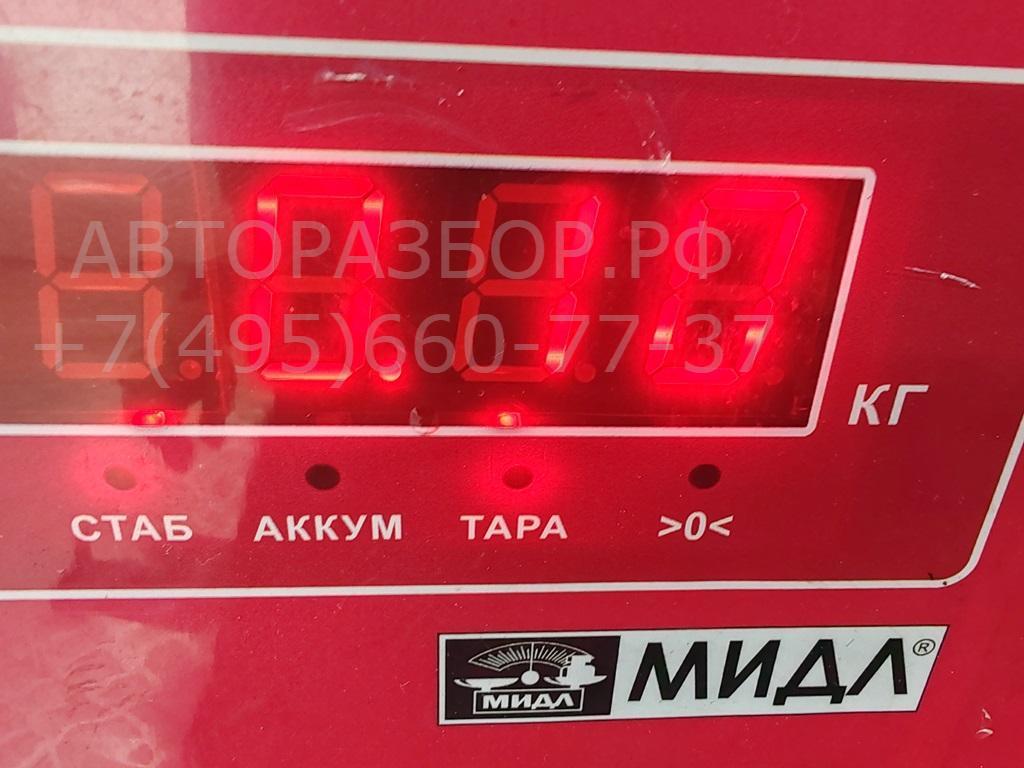 АВТОРАЗБОР.РФ
+7(495)660-77-37
КГ
СТАБ АККУМ ТАРА >0<
МИДЛ МИДЛ®